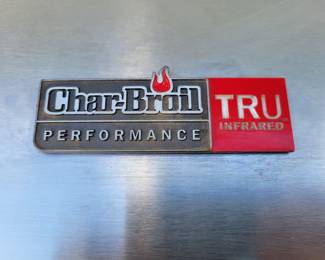 Char-Broil
PERFORMANCE
TRU
INFRARED